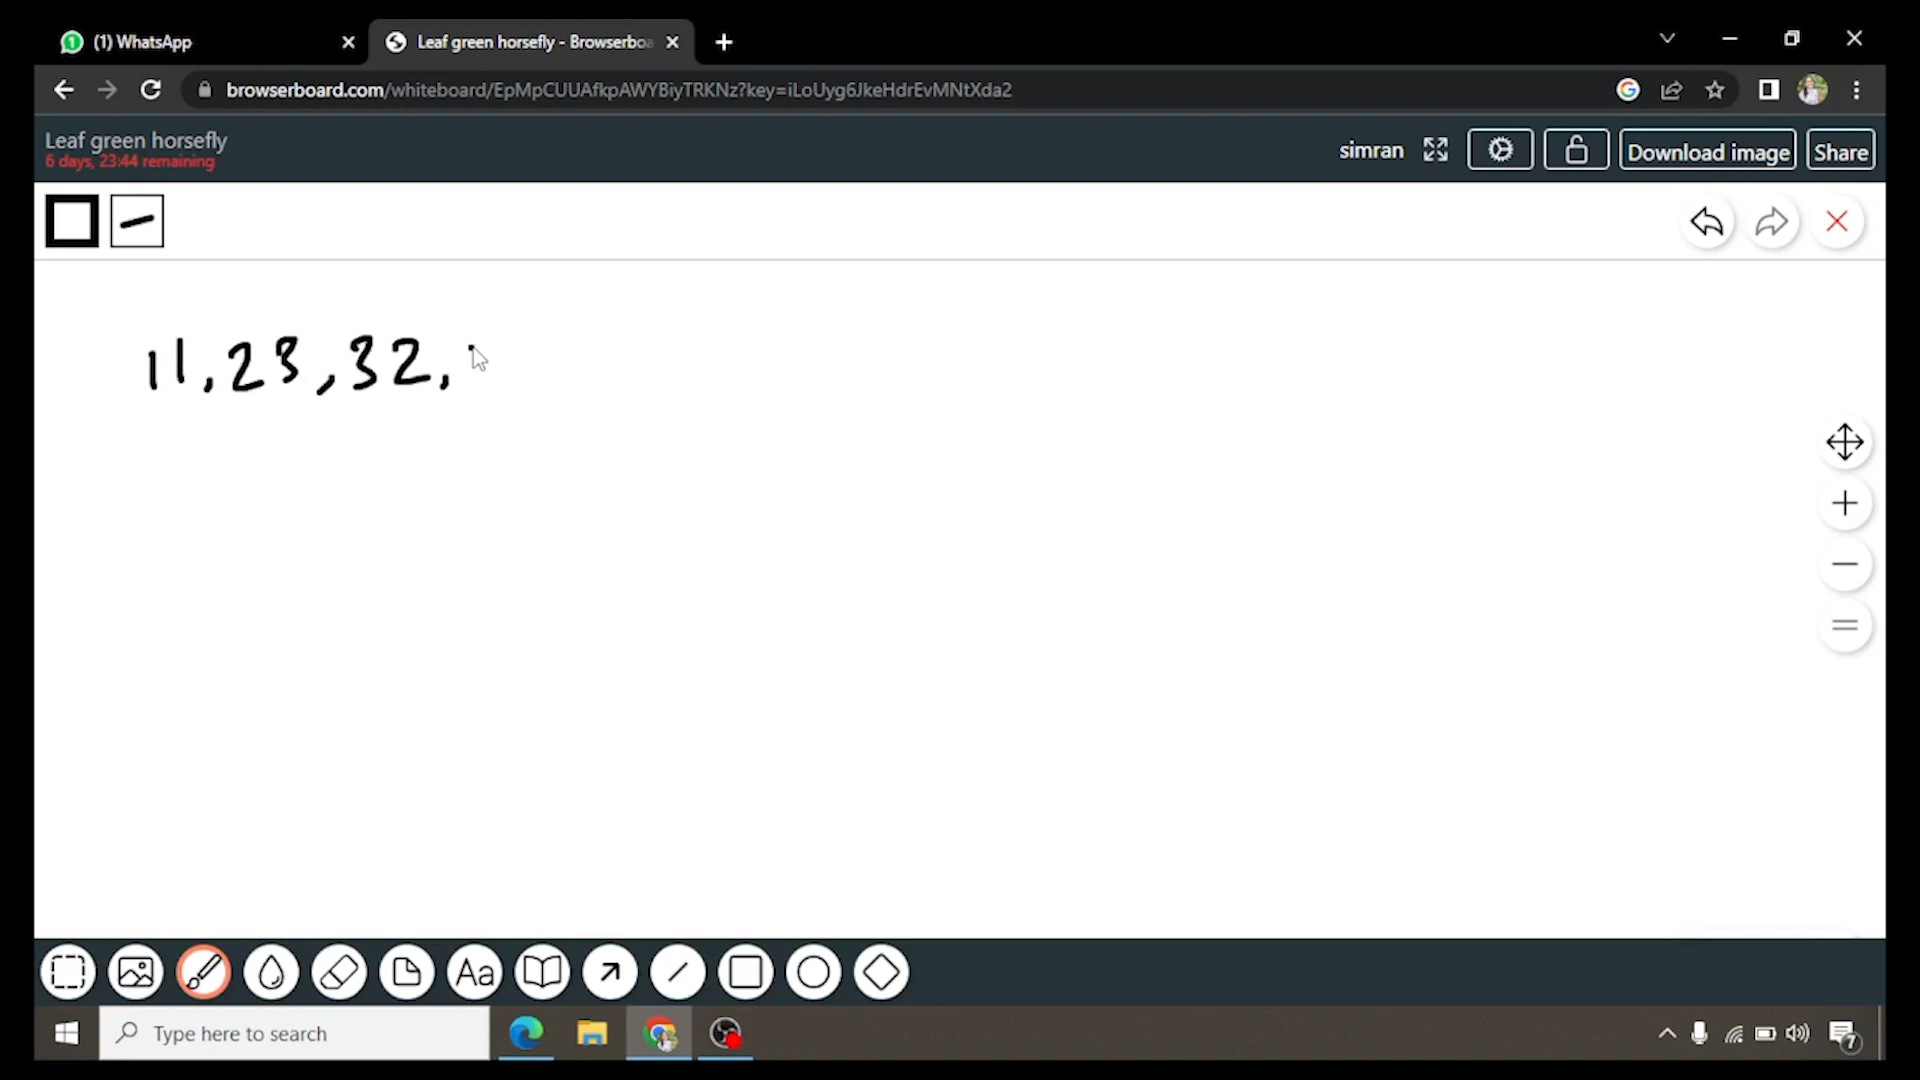 (1) WhatsApp
Leaf green horsefly - Browserboa
browserboard.com/whiteboard/EpMpCUUAfkpAWYBiyTRKNz?key=iLoUyg6JkeHdrEvMNtXda2
Leaf green horsefly
6 days, 23:44 remaining
simran
Download image
Share
11, 23, 32,
Aa
Type here to search
7